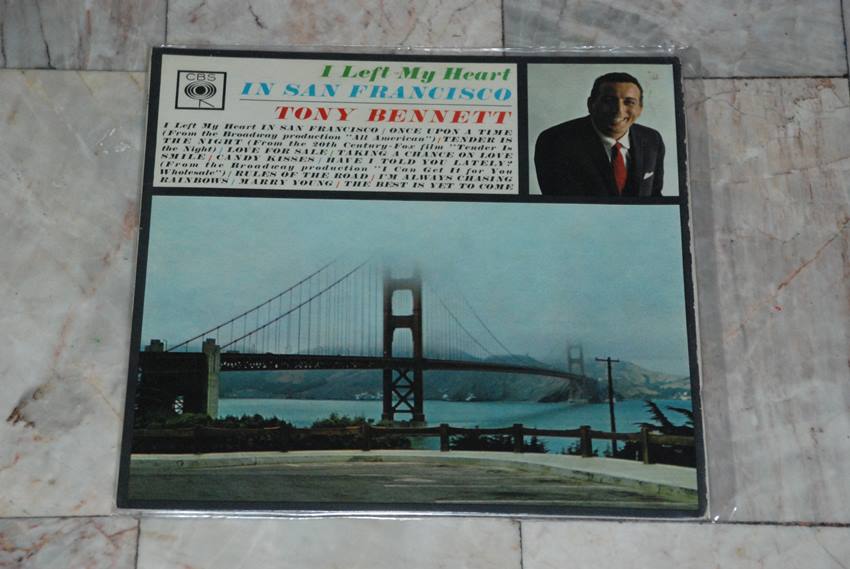 CBS
I Left My Heart
IN SAN FRANCISCO
TONY BENNETT
I Left My Heart IN SAN FRANCISCO / ONCE UPON A TIME
(From the Broadway production "All American") / TENDER IS
THE NIGHT (From the 20th Century-Fox film "Tender Is
the Night) / LOVE FOR SALE / TAKING A CHANCE ON LOVE
SMILE / CANDY KISSES / HAVE I TOLD YOU LATELY?
(From the Broadway production "I Can Get It for You
Wholesale") / RULES OF THE ROAD / I'M ALWAYS CHASING
RAINBOWS / MARRY YOUNG / THE BEST IS YET TO COME